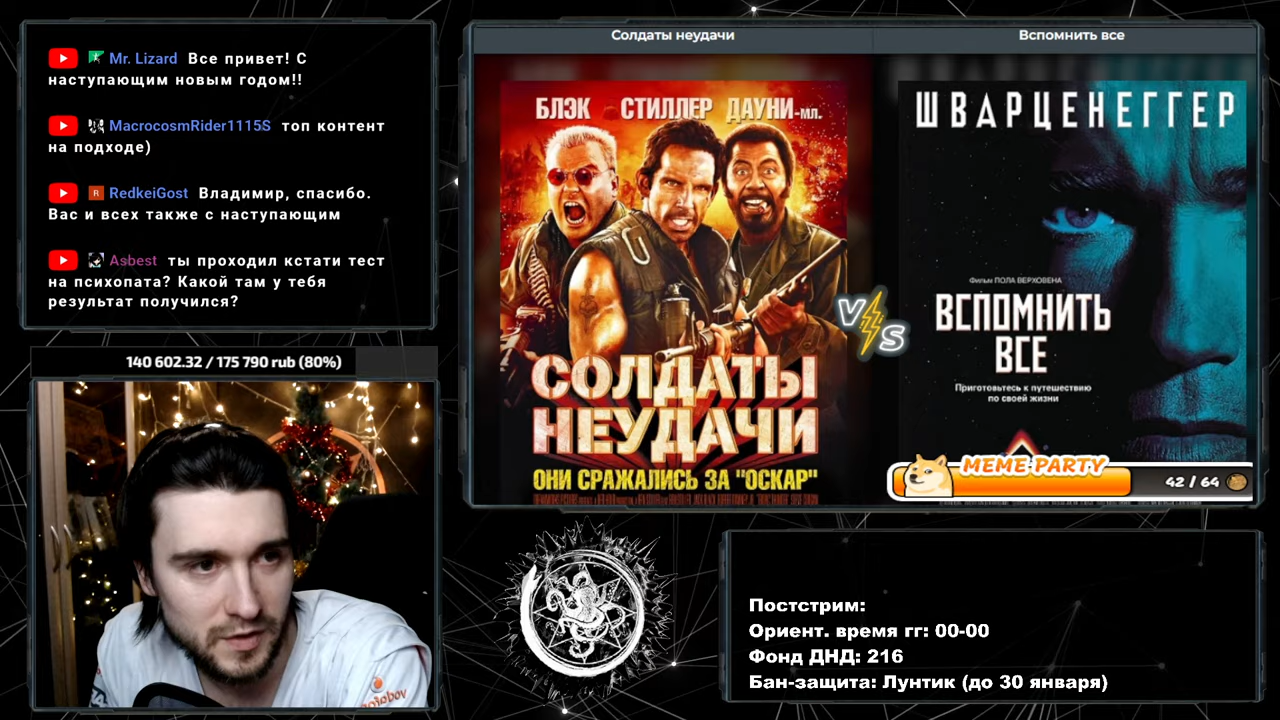 Mr. Lizard Все привет! С
наступающим новым годом!!
MacrocosmRider1115S топ контент
на подходе)
RedkeiGost Владимир, спасибо.
Вас и всех также с наступающим
Asbest ты проходил кстати тест
на психопата? Какой там у тебя
результат получился?
140 602.32 / 175 790 rub (80%)
Солдаты неудачи
Вспомнить все
БЛЭК СТИЛЛЕР ДАУНИ-МЛ.
СОЛДАТЫ
НЕУДАЧИ
ОНИ СРАЖАЛИСЬ ЗА "ОСКАР"
VS
ШВАРЦЕНЕГГЕР
Фильм ПОЛА ВЕРХОВЕНА
ВСПОМНИТЬ
ВСЕ
Приготовьтесь к путешествию
по своей жизни
MEME PARTY
42 / 64
Постстрим:
Ориент. время гг: 00-00
Фонд ДНД: 216
Бан-защита: Лунтик (до 30 января)